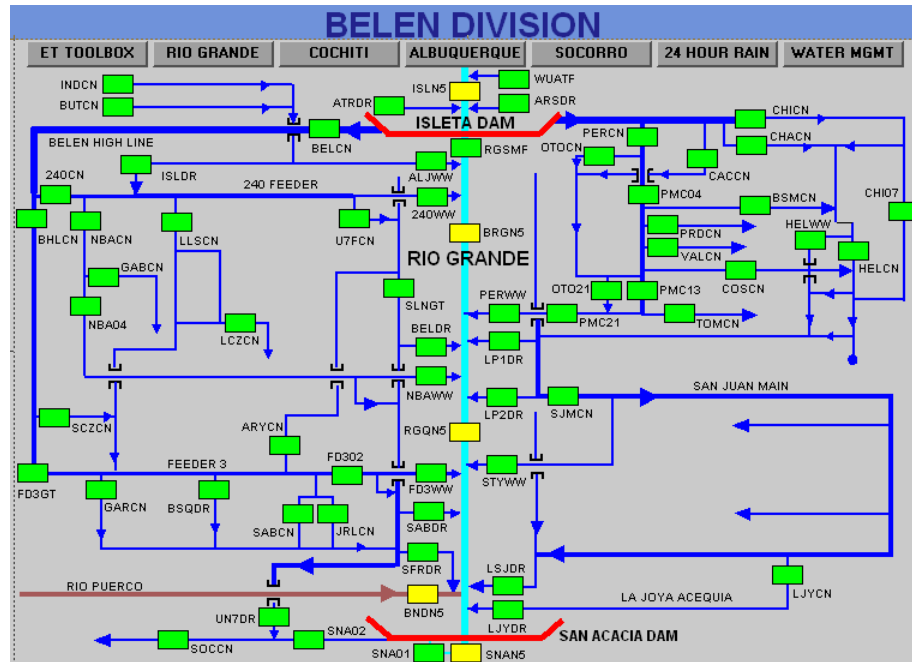 BELEN DIVISION
ET TOOLBOX RIO GRANDE COCHITI ALBUQUERQUE SOCORRO 24 HOUR RAIN WATER MGMT
INDCN
BUTCN
ATRDR
ISLN5
WUATF
ARSDR
ISLETA DAM
BELEN HIGH LINE
BELCN
RGSMF
PERCN
OTOCN
CHICN
CHACN
CACCN
ISLDR
ALJWW
240CN
240 FEEDER
240WW
PMC04
BHLCN
NBACN
LLSCN
U7FCN
BRGN5
BSMCN
PRDCN
VALCN
HELWW
CHI07
HELCN
RIO GRANDE
GABCN
NBA04
LCZCN
SLNGT
OTO21
PMC13
COSCN
PERWW
PMC21
TOMCN
BELDR
LP1DR
NBAWW
LP2DR
SJMCN
SAN JUAN MAIN
SCZCN
ARYCN
RGQN5
FD3GT
FEEDER 3
FD302
FD3WW
STYWW
GARCN
BSQDR
SABCN
JRLCN
SABDR
SFRDR
LSJDR
LJYCN
RIO PUERCO
BNDN5
LA JOYA ACEQUIA
UN7DR
LJYDR
SOCCN
SNA02
SAN ACACIA DAM
SNA01
SNAN5